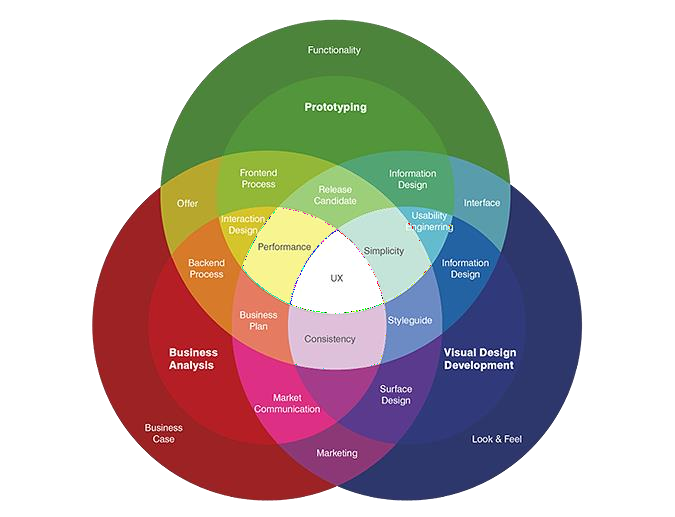 Functionality
Prototyping
Frontend
Process
Information
Design
Release
Candidate
Offer
Interface
Interaction
Design
Usability
Enginerring
Performance
Simplicity
Backend
Process
Information
Design
UX
Business
Plan
Styleguide
Consistency
Business
Analysis
Visual Design
Development
Market
Communication
Surface
Design
Business
Case
Look & Feel
Marketing